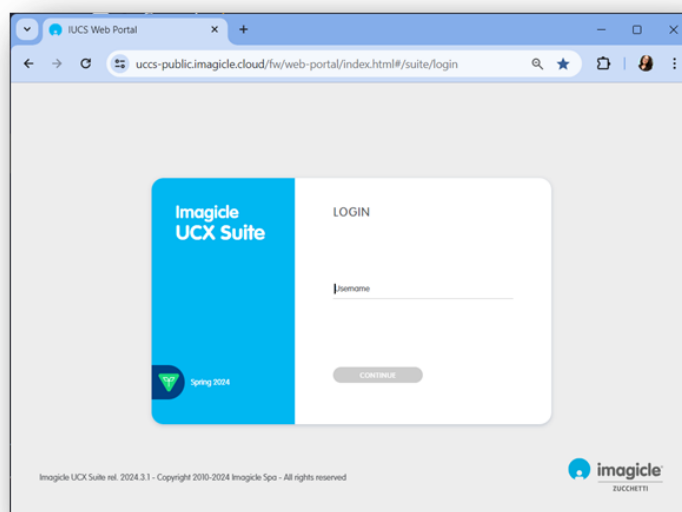 IUCS Web Portal
uccs-public.imagicle.cloud/fw/web-portal/index.html#/suite/login
Imagicle
UCX Suite
LOGIN
Username
CONTINUE
Spring 2024
Imagicle UCX Suite rel. 2024.3.1 - Copyright 2010-2024 Imagicle Spa - All rights reserved
imagicle
ZUCCHETTI